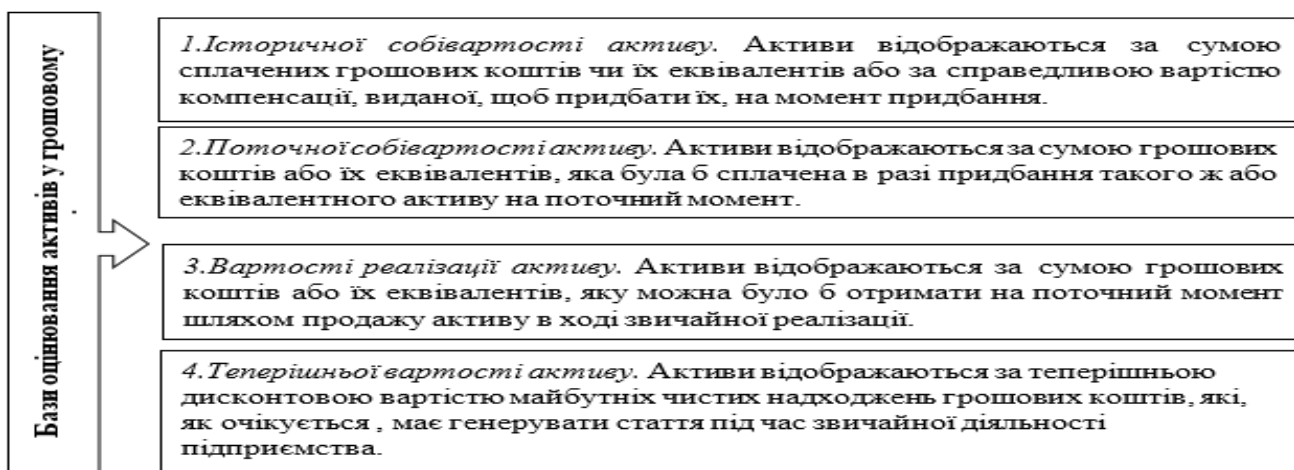 Бази оцінювання активів у грошовому
1.Історичної собівартості активу. Активи відображаються за сумою
сплачених грошових коштів чи їх еквівалентів або за справедливою вартістю
компенсації, виданої, щоб придбати їх, на момент придбання.
2.Поточної собівартості активу. Активи відображаються за сумою грошових
коштів або їх еквівалентів, яка була б сплачена в разі придбання такого ж або
еквівалентного активу на поточний момент.
3.Вартості реалізації активу. Активи відображаються за сумою грошових
коштів або їх еквівалентів, яку можна було б отримати на поточний момент
шляхом продажу активу в ході звичайної реалізації.
4.Теперішньої вартості активу. Активи відображаються за теперішньою
дисконтовою вартістю майбутніх чистих надходжень грошових коштів, які,
як очікується , має генерувати стаття під час звичайної діяльності
підприємства.